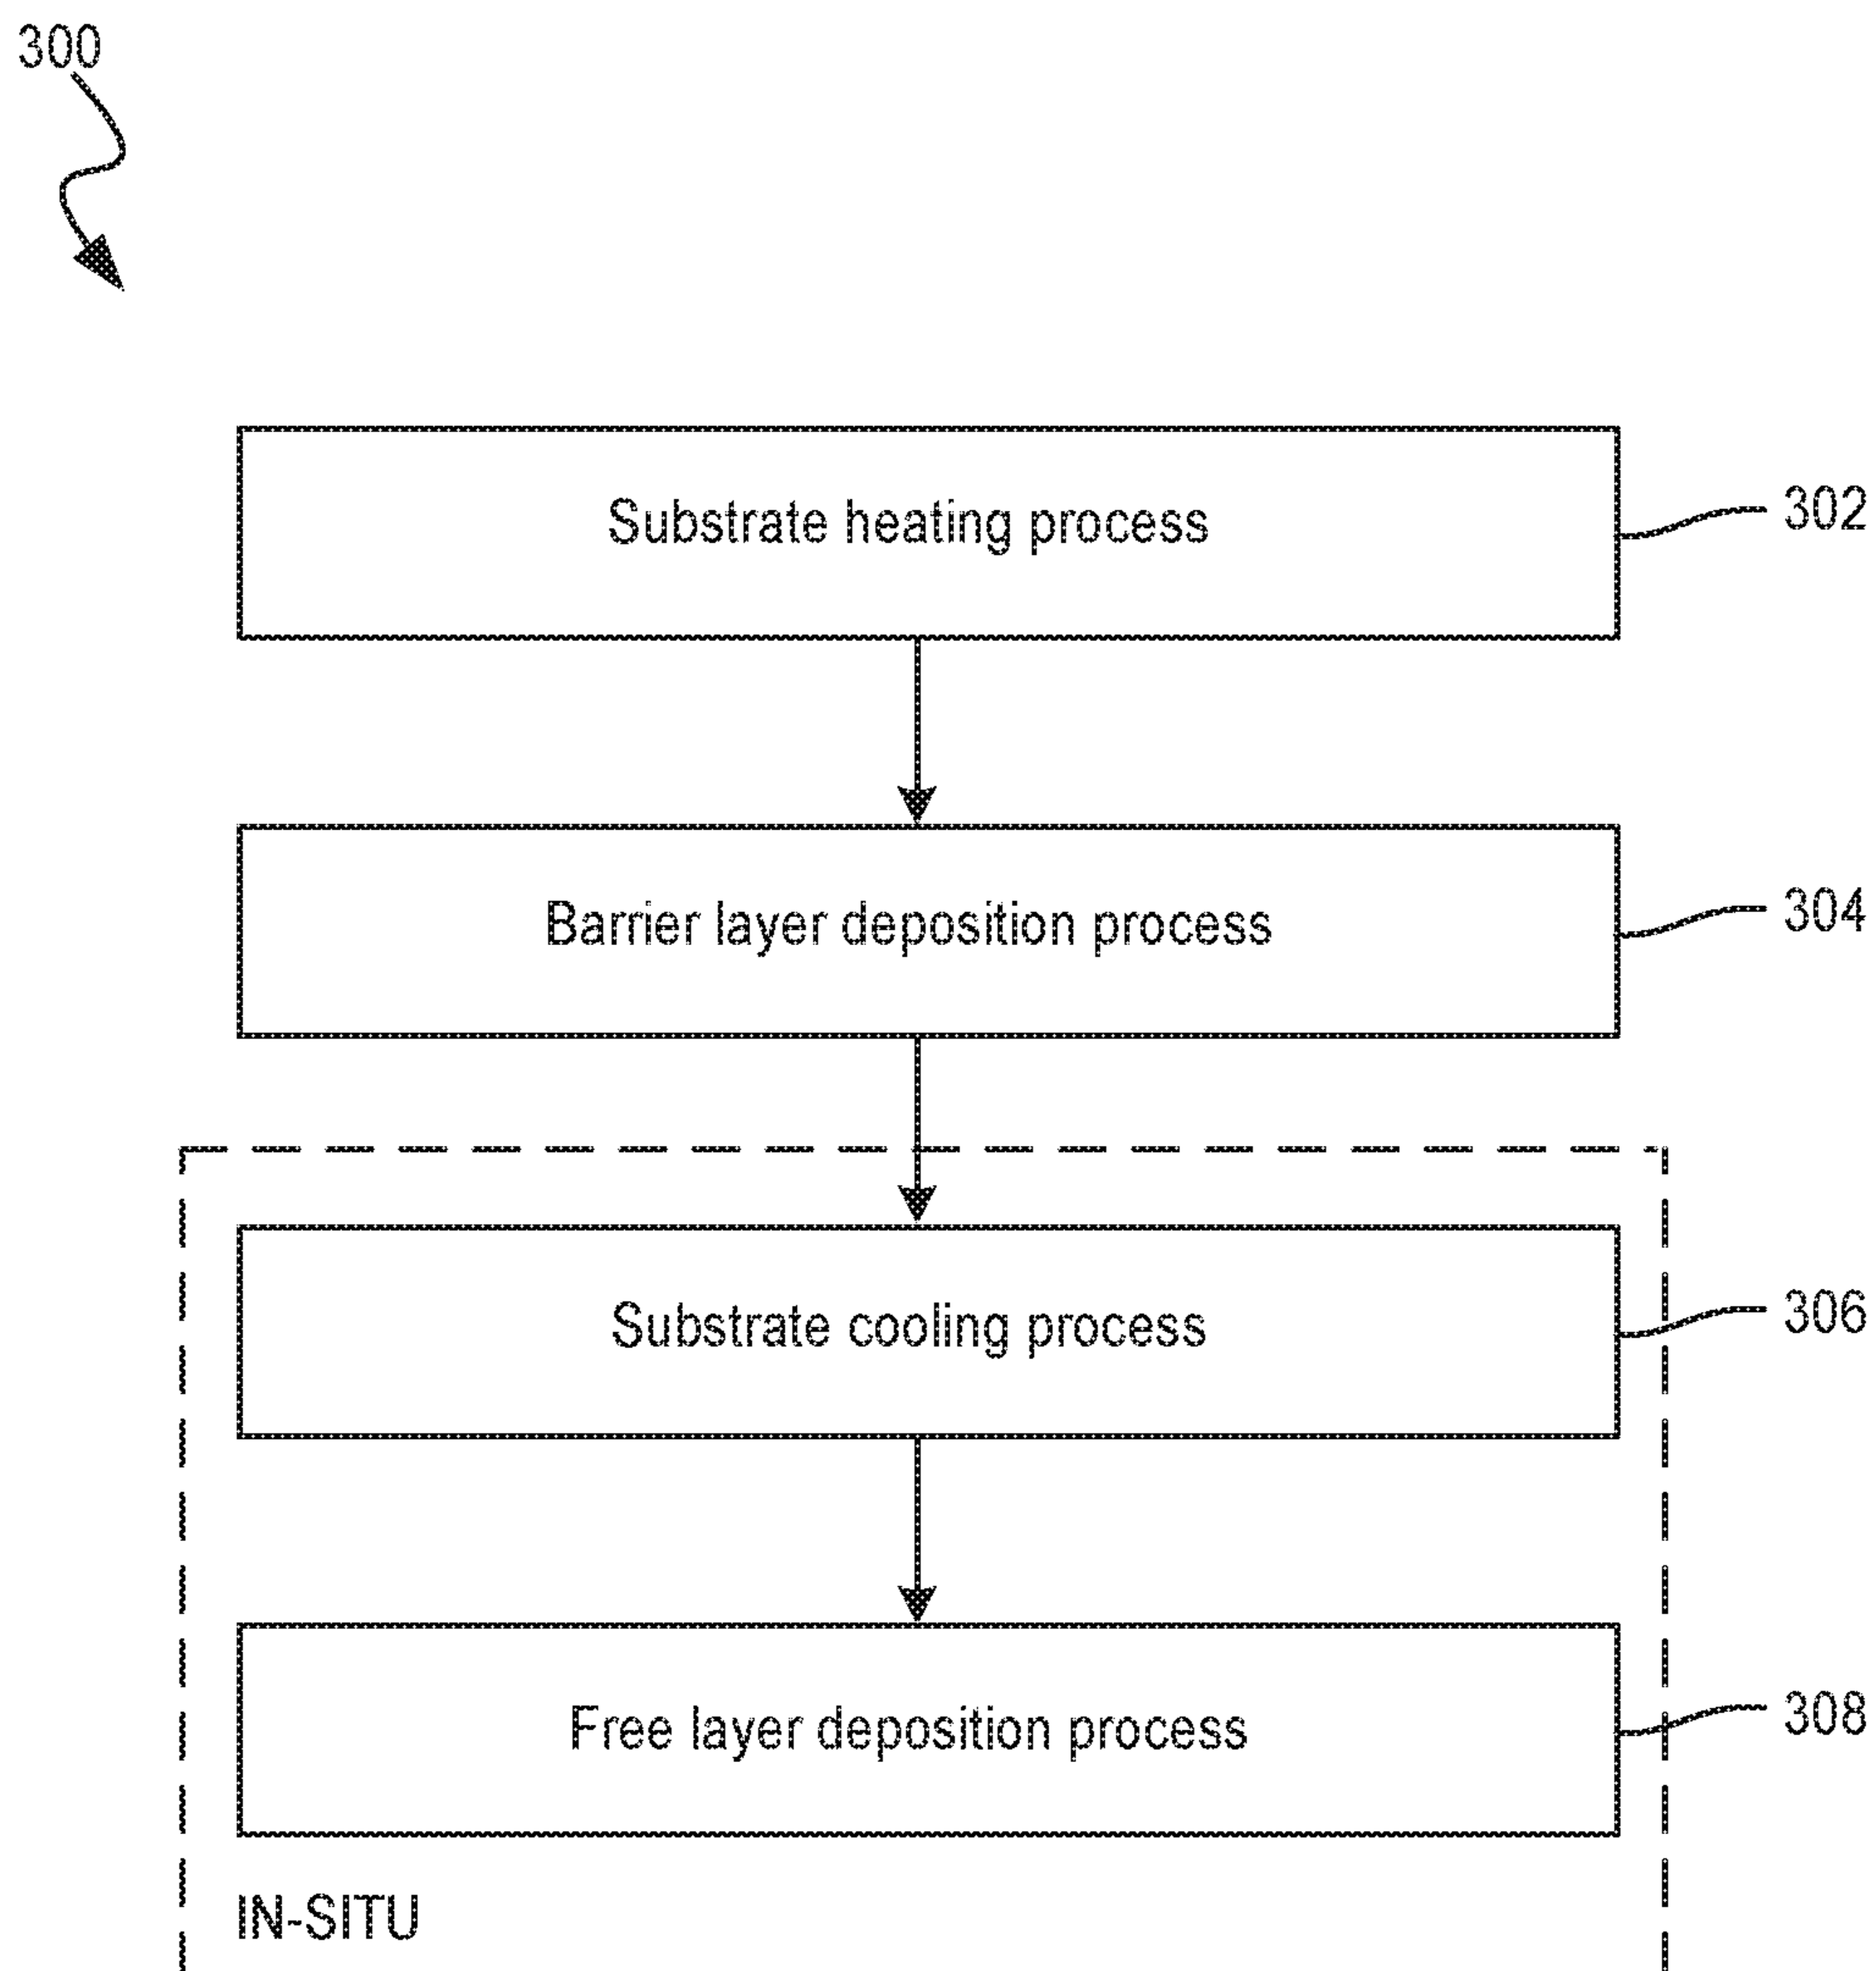 300
Substrate heating process
302
Barrier layer deposition process
304
Substrate cooling process
306
Free layer deposition process
308
IN-SITU